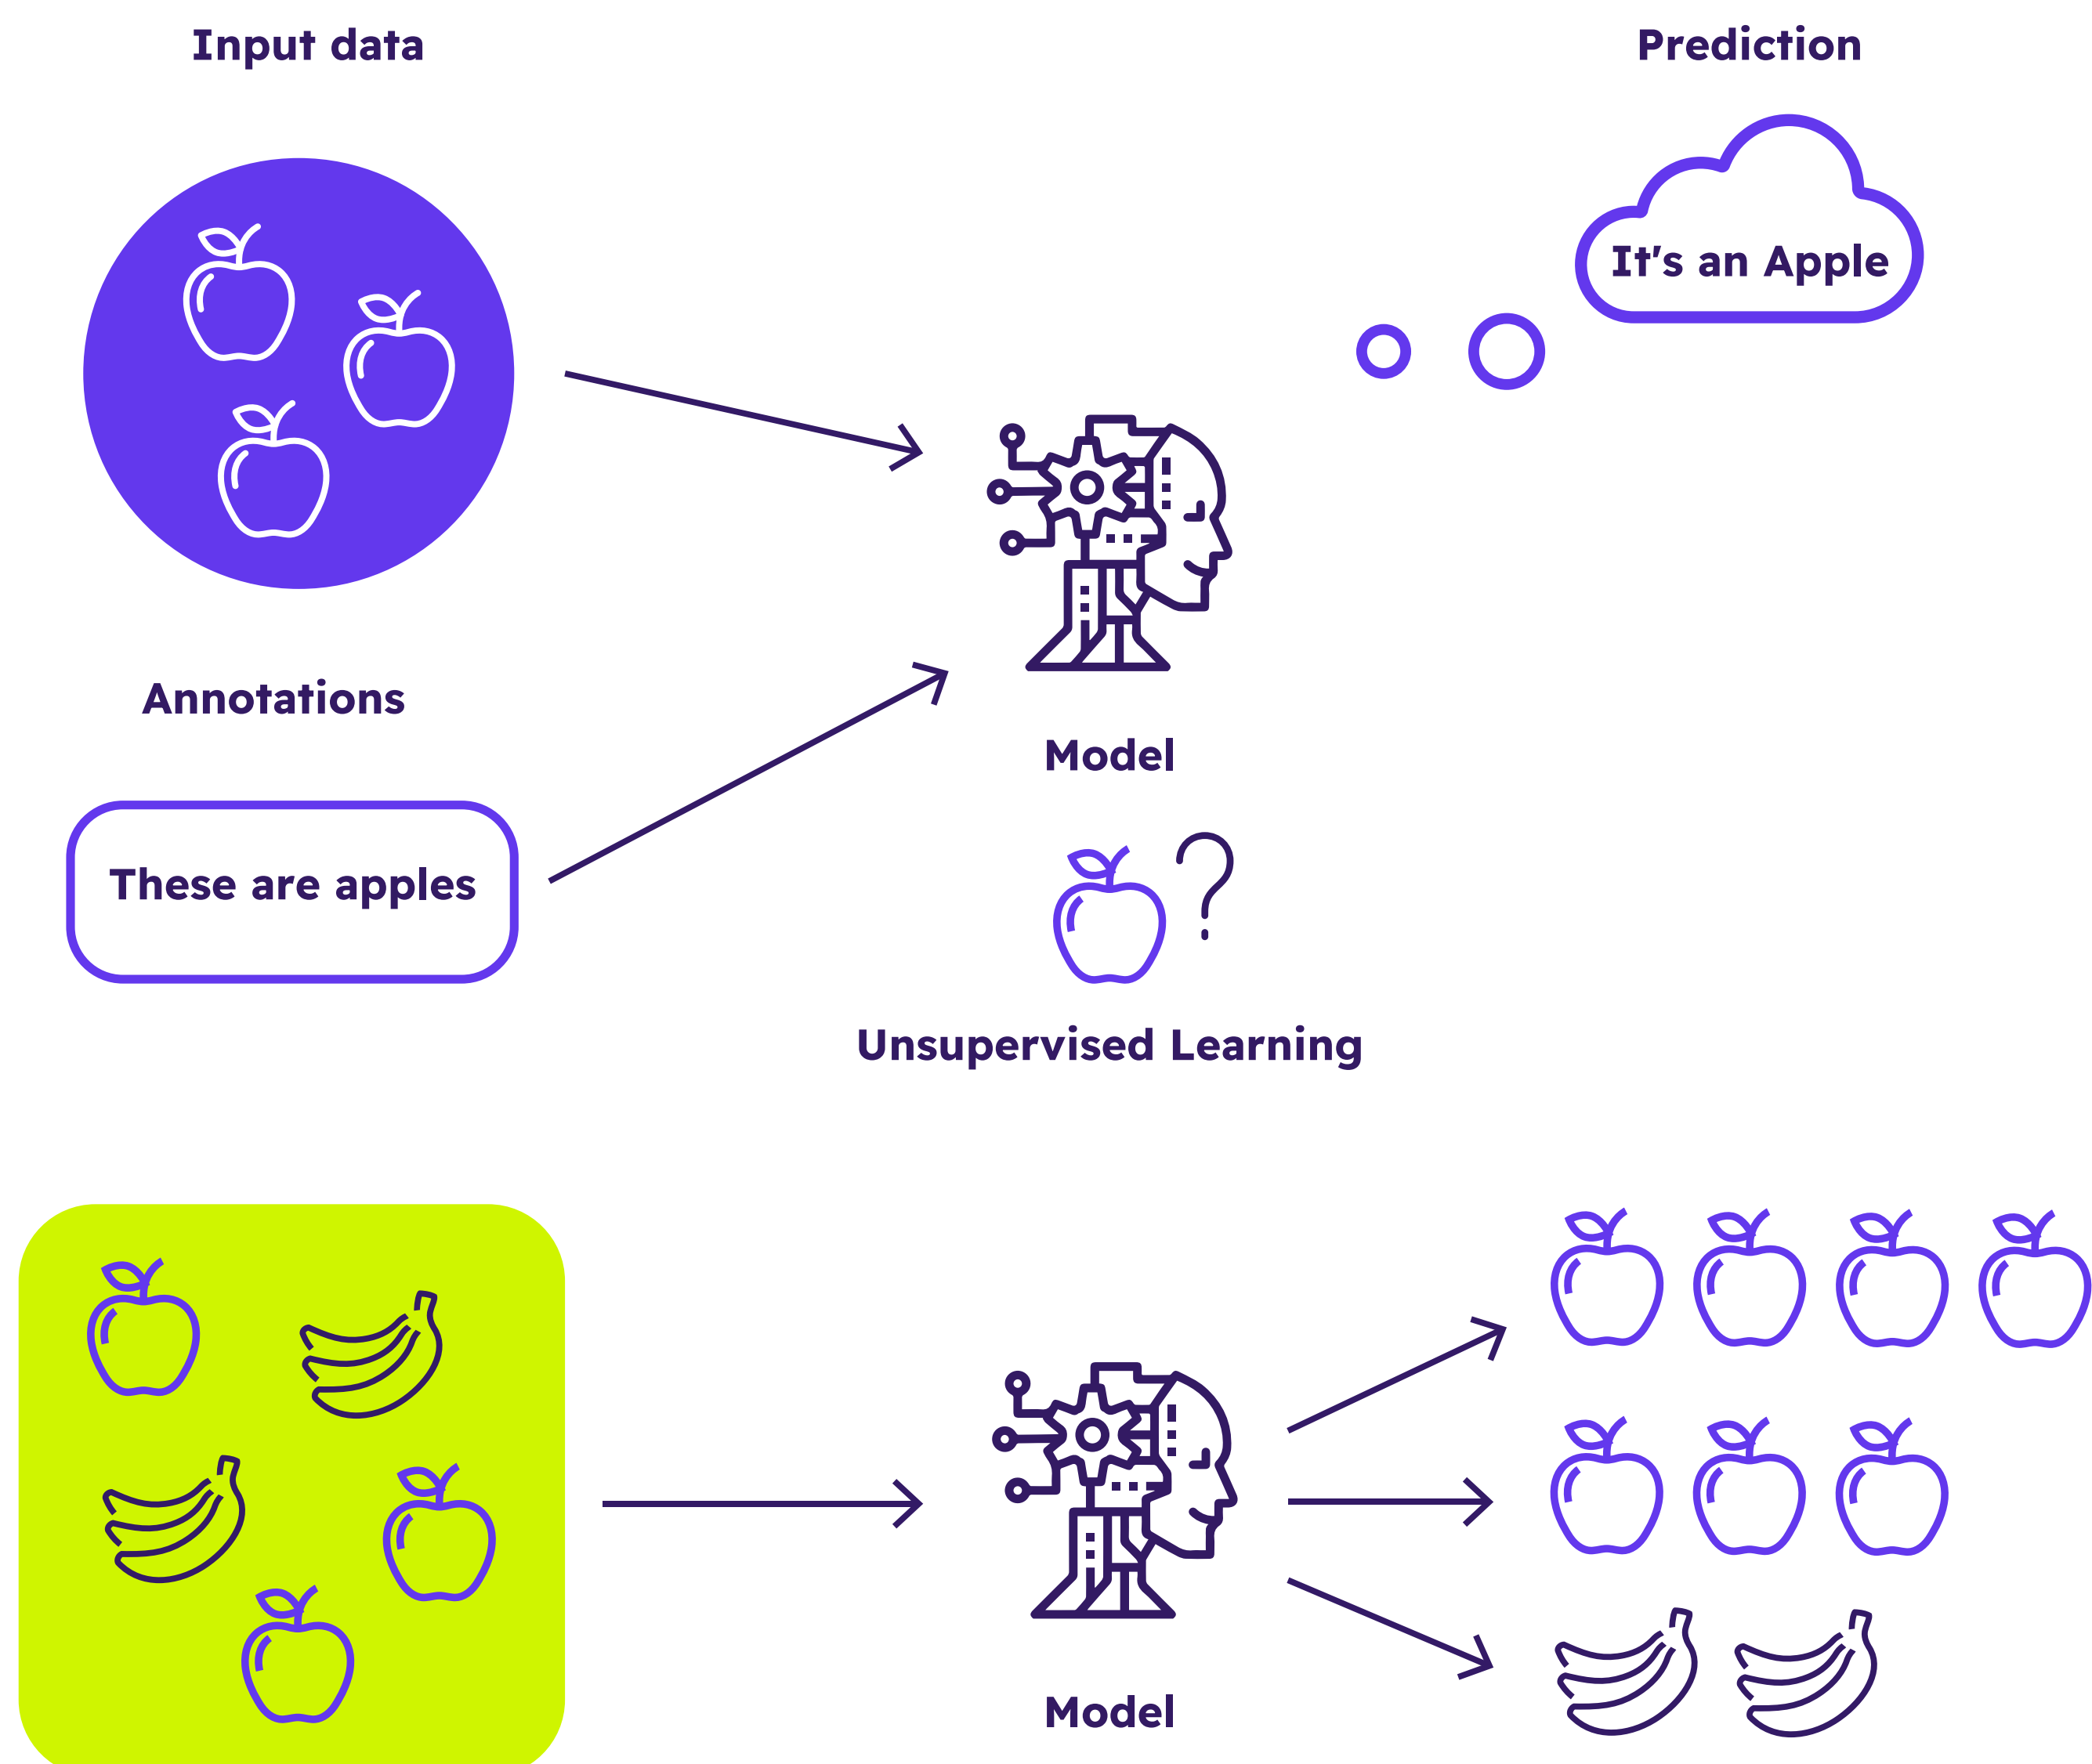 Input data
Prediction
It's an Apple
Annotations
These are apples
Model
Unsupervised Learning
Model